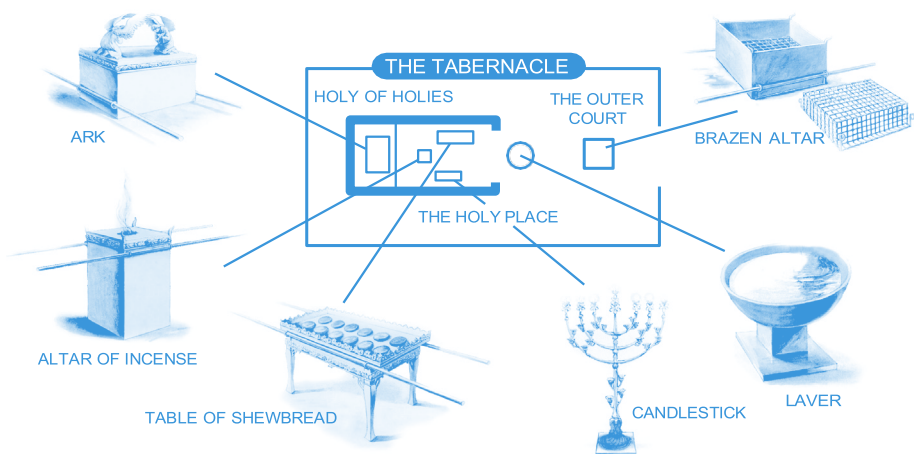 THE TABERNACLE
HOLY OF HOLIES
THE OUTER
COURT
ARK
BRAZEN ALTAR
THE HOLY PLACE
ALTAR OF INCENSE
TABLE OF SHEWBREAD
CANDLESTICK
LAVER